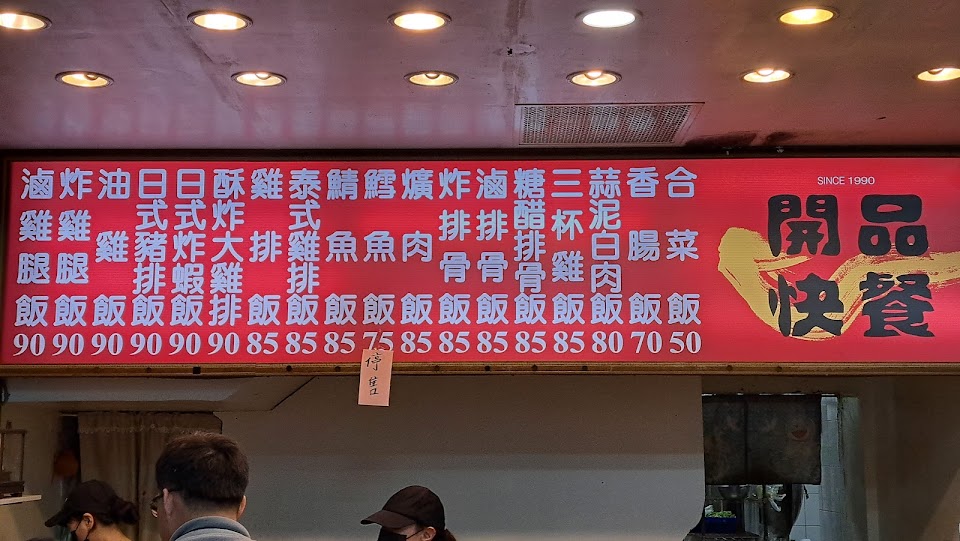 滷雞腿飯 90
炸雞腿飯 90
油雞飯 90
日式豬排飯 90
日式炸蝦飯 90
酥炸大雞排 90
雞排飯 85
泰式雞排飯 85
鯖魚飯 85
鱈魚飯 75
爌肉飯 85
炸排骨飯 85
滷排骨飯 85
糖醋排骨飯 85
三杯雞飯 85
蒜泥白肉飯 80
香腸飯 70
合菜飯 50
停售
SINCE 1990
開品
快餐